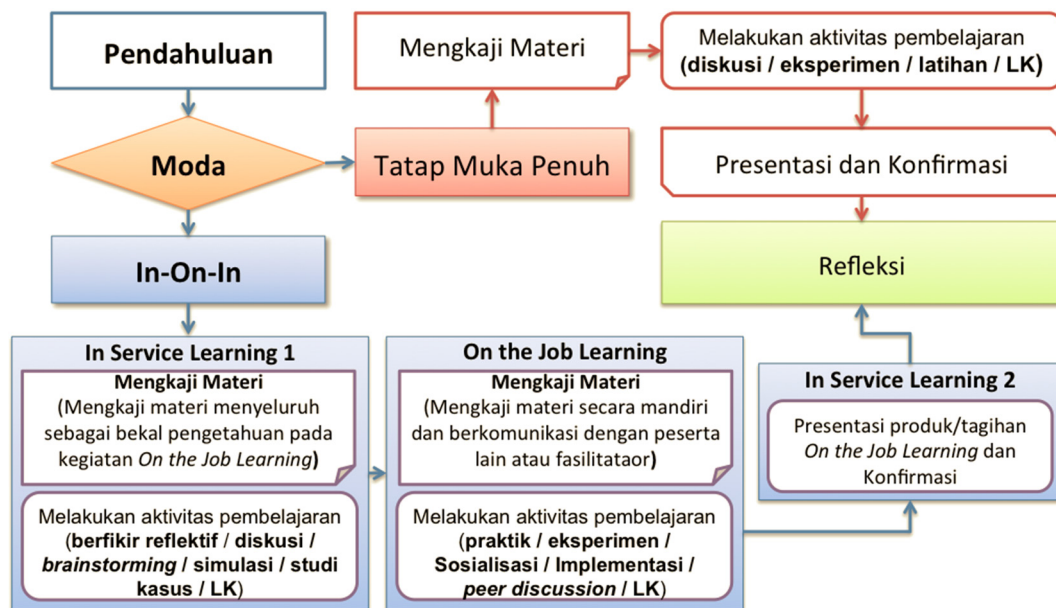 Pendahuluan
Moda
Tatap Muka Penuh
Mengkaji Materi
Melakukan aktivitas pembelajaran
(diskusi / eksperimen / latihan / LK)
Presentasi dan Konfirmasi
Refleksi
In-On-In
In Service Learning 1
Mengkaji Materi
(Mengkaji materi menyeluruh
sebagai bekal pengetahuan pada
kegiatan On the Job Learning)
Melakukan aktivitas pembelajaran
(berfikir reflektif / diskusi /
brainstorming / simulasi / studi
kasus / LK)
On the Job Learning
Mengkaji Materi
(Mengkaji materi secara mandiri
dan berkomunikasi dengan peserta
lain atau fasilitataor)
Melakukan aktivitas pembelajaran
(praktik / eksperimen /
Sosialisasi / Implementasi /
peer discussion / LK)
In Service Learning 2
Presentasi produk/tagihan
On the Job Learning dan
Konfirmasi